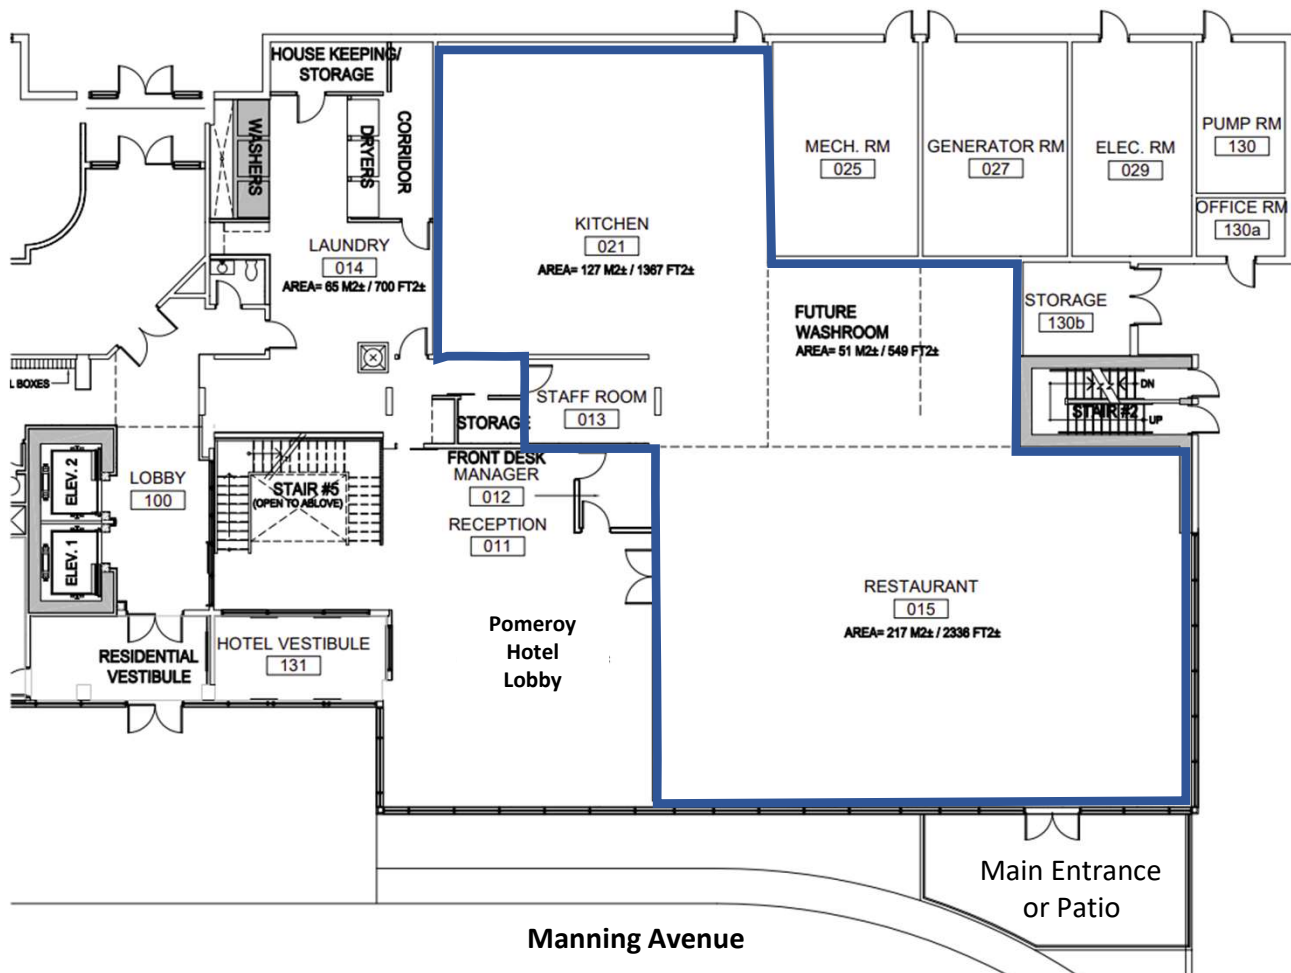 HOUSE KEEPING/
STORAGE
WASHERS
DRYERS
CORRIDOR
LAUNDRY
014
AREA= 65 M2± / 700 FT2±
KITCHEN
021
AREA= 127 M2± / 1367 FT2±
MECH. RM
025
GENERATOR RM
027
ELEC. RM
029
PUMP RM
130
OFFICE RM
130a
FUTURE
WASHROOM
AREA= 51 M2± / 549 FT2±
STORAGE
130b
DN
STAIR #2
UP
L BOXES
STAFF ROOM
013
STORAGE
ELEV. 2
ELEV. 1
LOBBY
100
STAIR #5
(OPEN TO ABLOVE)
FRONT DESK
MANAGER
012
RECEPTION
011
RESTAURANT
015
AREA= 217 M2± / 2336 FT2±
Pomeroy
Hotel
Lobby
HOTEL VESTIBULE
131
RESIDENTIAL
VESTIBULE
Main Entrance
or Patio
Manning Avenue